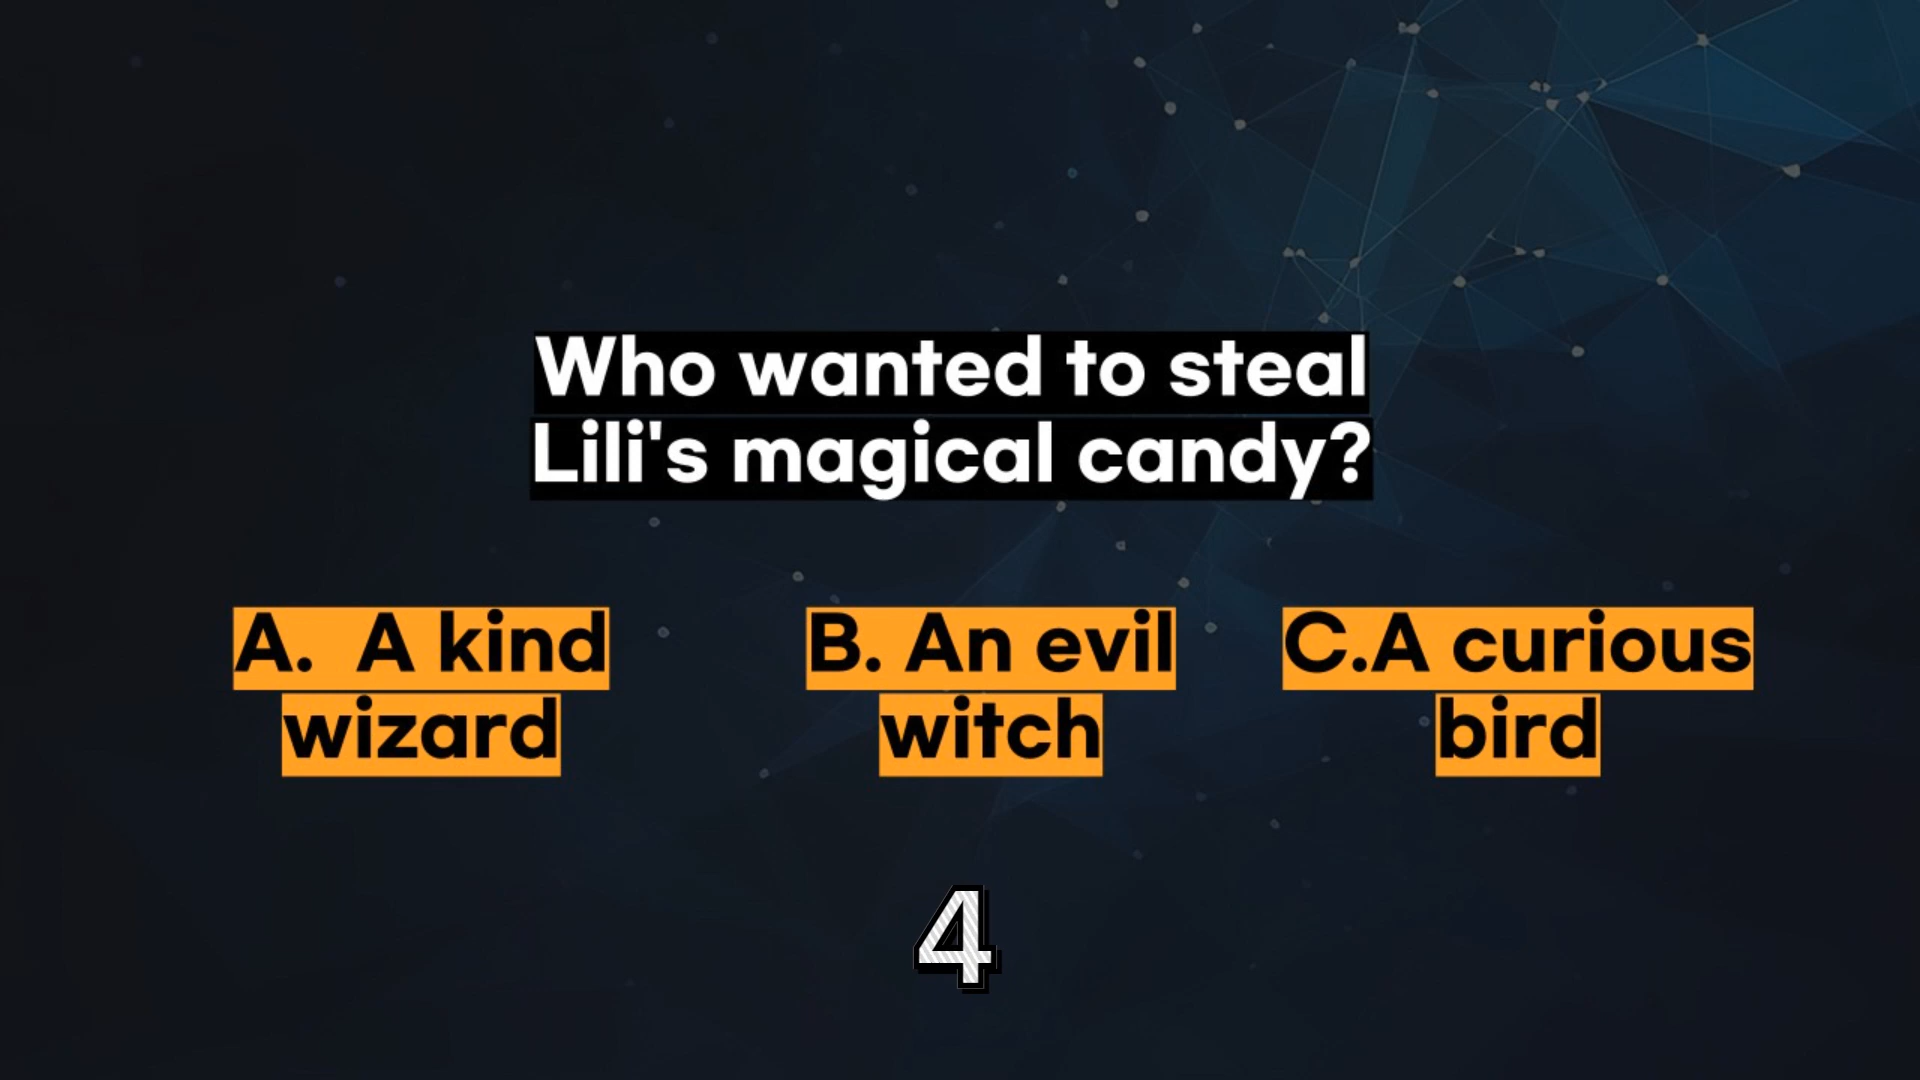 Who wanted to steal
Lili's magical candy?
A.  A kind
wizard
B. An evil
witch
C.A curious
bird
4